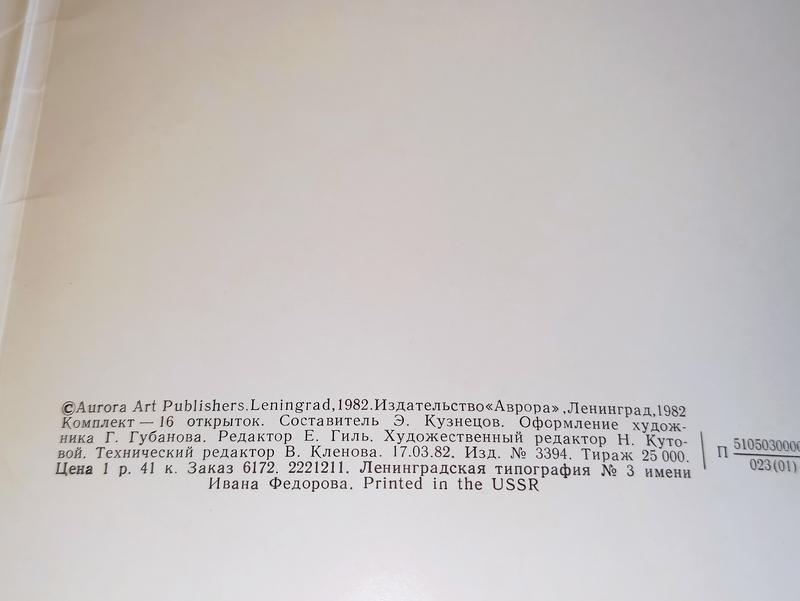 ©Aurora Art Publishers.Leningrad,1982.Издательство«Аврора»,Ленинград,1982
Комплект — 16 открыток. Составитель Э. Кузнецов. Оформление худож-
ника Г. Губанова. Редактор Е. Гиль. Художественный редактор Н. Куто-
вой. Технический редактор В. Кленова. 17.03.82. Изд. № 3394. Тираж 25 000.
Цена 1 р. 41 к. Заказ 6172. 2221211. Ленинградская типография № 3 имени
Ивана Федорова. Printed in the USSR
П
5105030000
023(01)